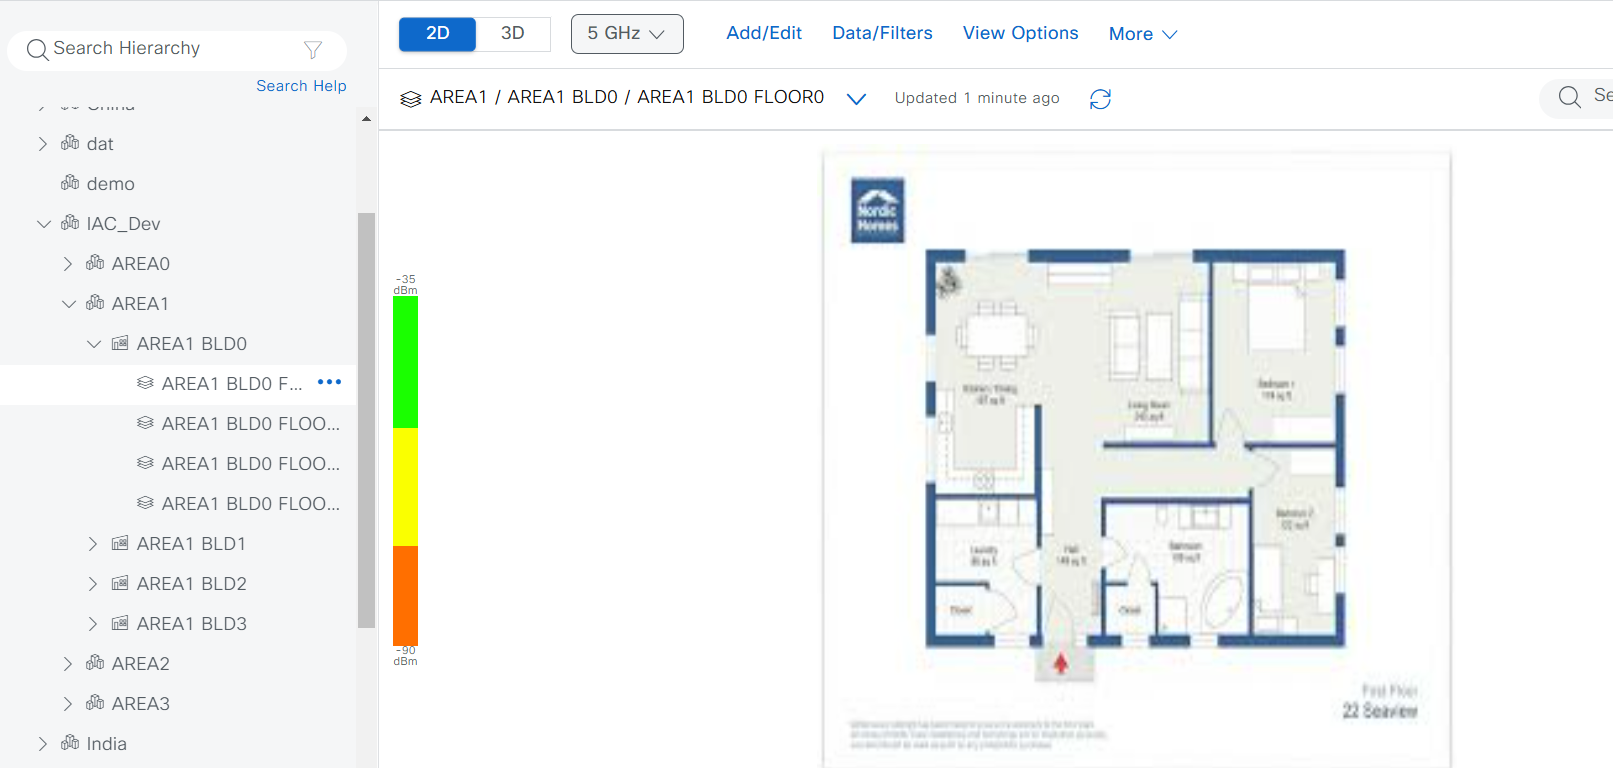 Search Hierarchy
Search Help
China
dat
demo
IAC_Dev
AREA0
AREA1
AREA1 BLD0
AREA1 BLD0 F...
AREA1 BLD0 FLOO...
AREA1 BLD0 FLOO...
AREA1 BLD0 FLOO...
AREA1 BLD1
AREA1 BLD2
AREA1 BLD3
AREA2
AREA3
India
2D 3D 5 GHz Add/Edit Data/Filters View Options More
AREA1 / AREA1 BLD0 / AREA1 BLD0 FLOOR0 Updated 1 minute ago Se
-35
dBm
-90
dBm
Nordic
Homes
Kitchen / Dining
Living Room
Bedroom 1
Bedroom 2
Laundry
Hall
Bathroom
Closet
Closet
First Floor
22 Seaview